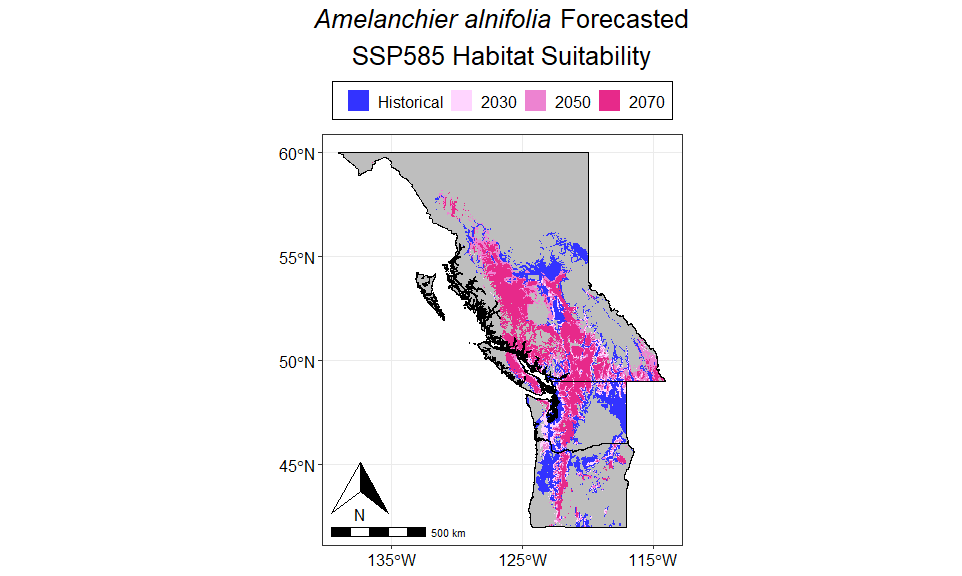 Amelanchier alnifolia Forecasted
SSP585 Habitat Suitability
Historical 2030 2050 2070
60°N
55°N
50°N
45°N
N
500 km
135°W 125°W 115°W